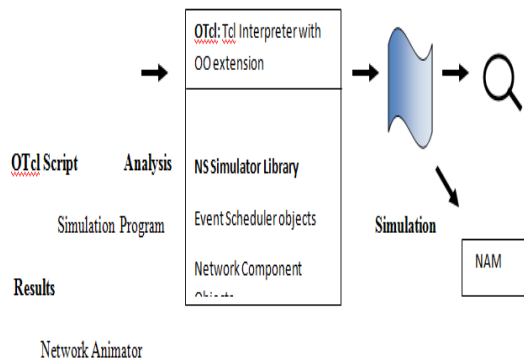 OTcl: Tcl Interpreter with
OO extension
OTcl Script Analysis
NS Simulator Library
Simulation Program
Event Scheduler objects
Simulation
Network Component
Objects
NAM
Results
Network Animator